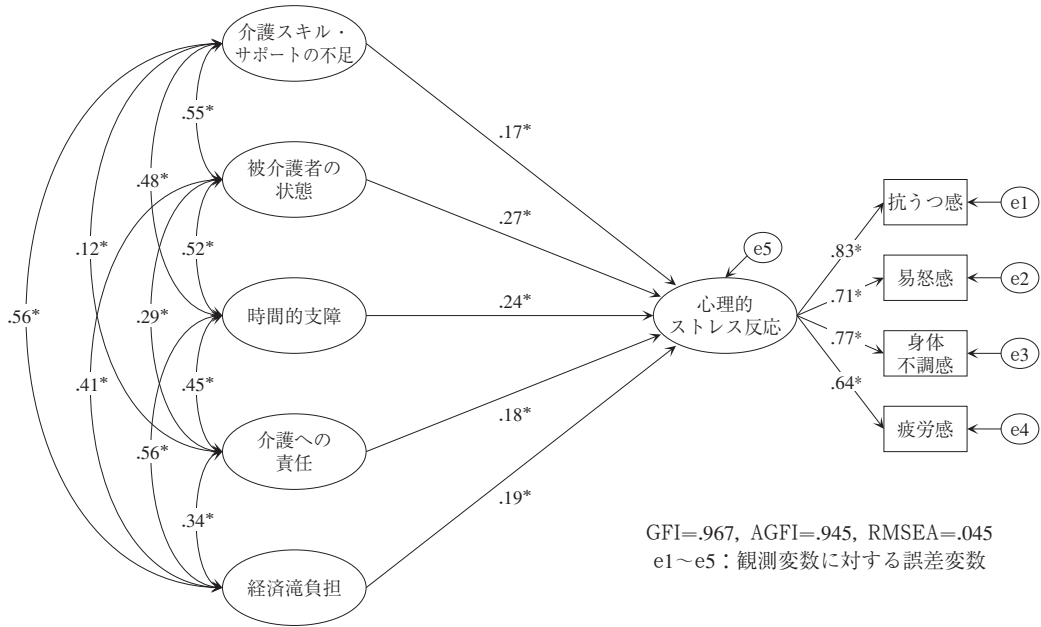 介護スキル・
サポートの不足
.55*
.17*
被介護者の
状態
.48*
.27*
抗うつ感
e1
e5
.12*
.52*
.83*
易怒感
e2
.71*
時間的支障
.24*
心理的
ストレス反応
.56*
.29*
.77*
身体
不調感
e3
.41*
.45*
.64*
.18*
疲労感
e4
介護への
責任
.56*
.19*
.34*
GFI=.967, AGFI=.945, RMSEA=.045
e1～e5：観測変数に対する誤差変数
経済滝負担